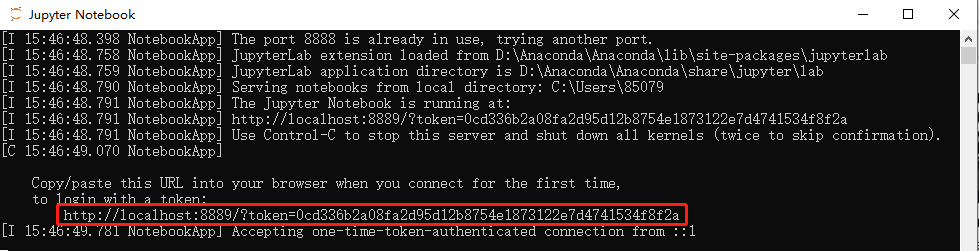 Jupyter Notebook
[I 15:46:48.398 NotebookApp] The port 8888 is already in use, trying another port.
[I 15:46:48.758 NotebookApp] JupyterLab extension loaded from D:\Anaconda\Anaconda\lib\site-packages\jupyterlab
[I 15:46:48.759 NotebookApp] JupyterLab application directory is D:\Anaconda\Anaconda\share\jupyter\lab
[I 15:46:48.790 NotebookApp] Serving notebooks from local directory: C:\Users\85079
[I 15:46:48.791 NotebookApp] The Jupyter Notebook is running at:
[I 15:46:48.791 NotebookApp] http://localhost:8889/?token=0cd336b2a08fa2d95d12b8754e1873122e7d4741534f8f2a
[I 15:46:48.791 NotebookApp] Use Control-C to stop this server and shut down all kernels (twice to skip confirmation).
[C 15:46:49.070 NotebookApp]
Copy/paste this URL into your browser when you connect for the first time,
to login with a token:
http://localhost:8889/?token=0cd336b2a08fa2d95d12b8754e1873122e7d4741534f8f2a
[I 15:46:49.781 NotebookApp] Accepting one-time-token-authenticated connection from ::1